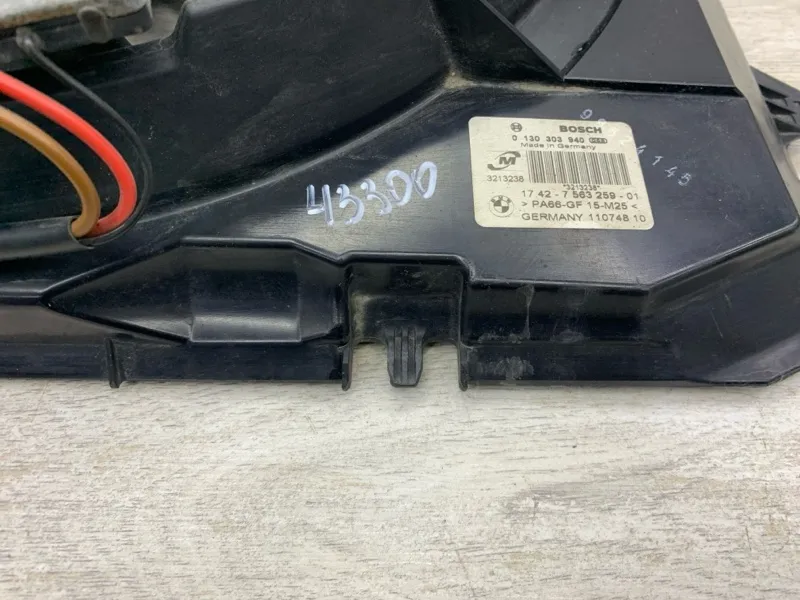 BOSCH
0 130 303 940
Made in Germany
3213238
*3213238*
17 42 - 7 563 259 - 01
> PA66-GF 15-M25 <
GERMANY 110748 10
43300
4145